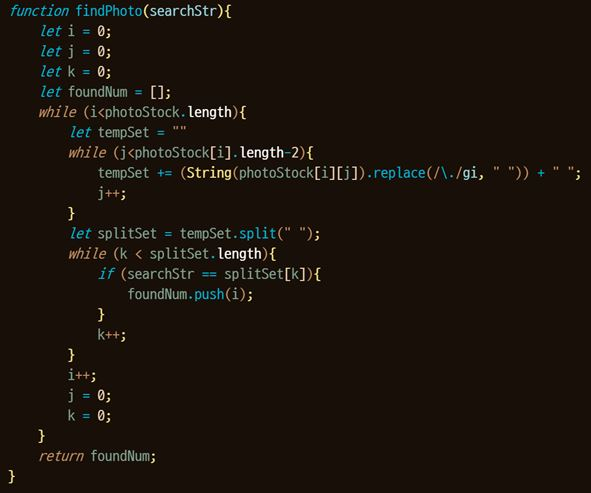 function findPhoto(searchStr){
    let i = 0;
    let j = 0;
    let k = 0;
    let foundNum = [];
    while (i<photoStock.length){
        let tempSet = ""
        while (j<photoStock[i].length-2){
            tempSet += (String(photoStock[i][j]).replace(/\./gi, " ")) + " ";
            j++;
        }
        let splitSet = tempSet.split(" ");
        while (k < splitSet.length){
            if (searchStr == splitSet[k]){
                foundNum.push(i);
            }
            k++;
        }
        i++;
        j = 0;
        k = 0;
    }
    return foundNum;
}